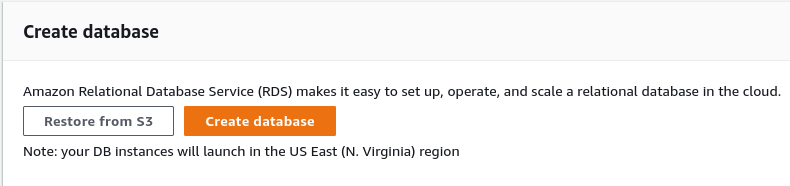 Create database
Amazon Relational Database Service (RDS) makes it easy to set up, operate, and scale a relational database in the cloud.
Restore from S3 Create database
Note: your DB instances will launch in the US East (N. Virginia) region